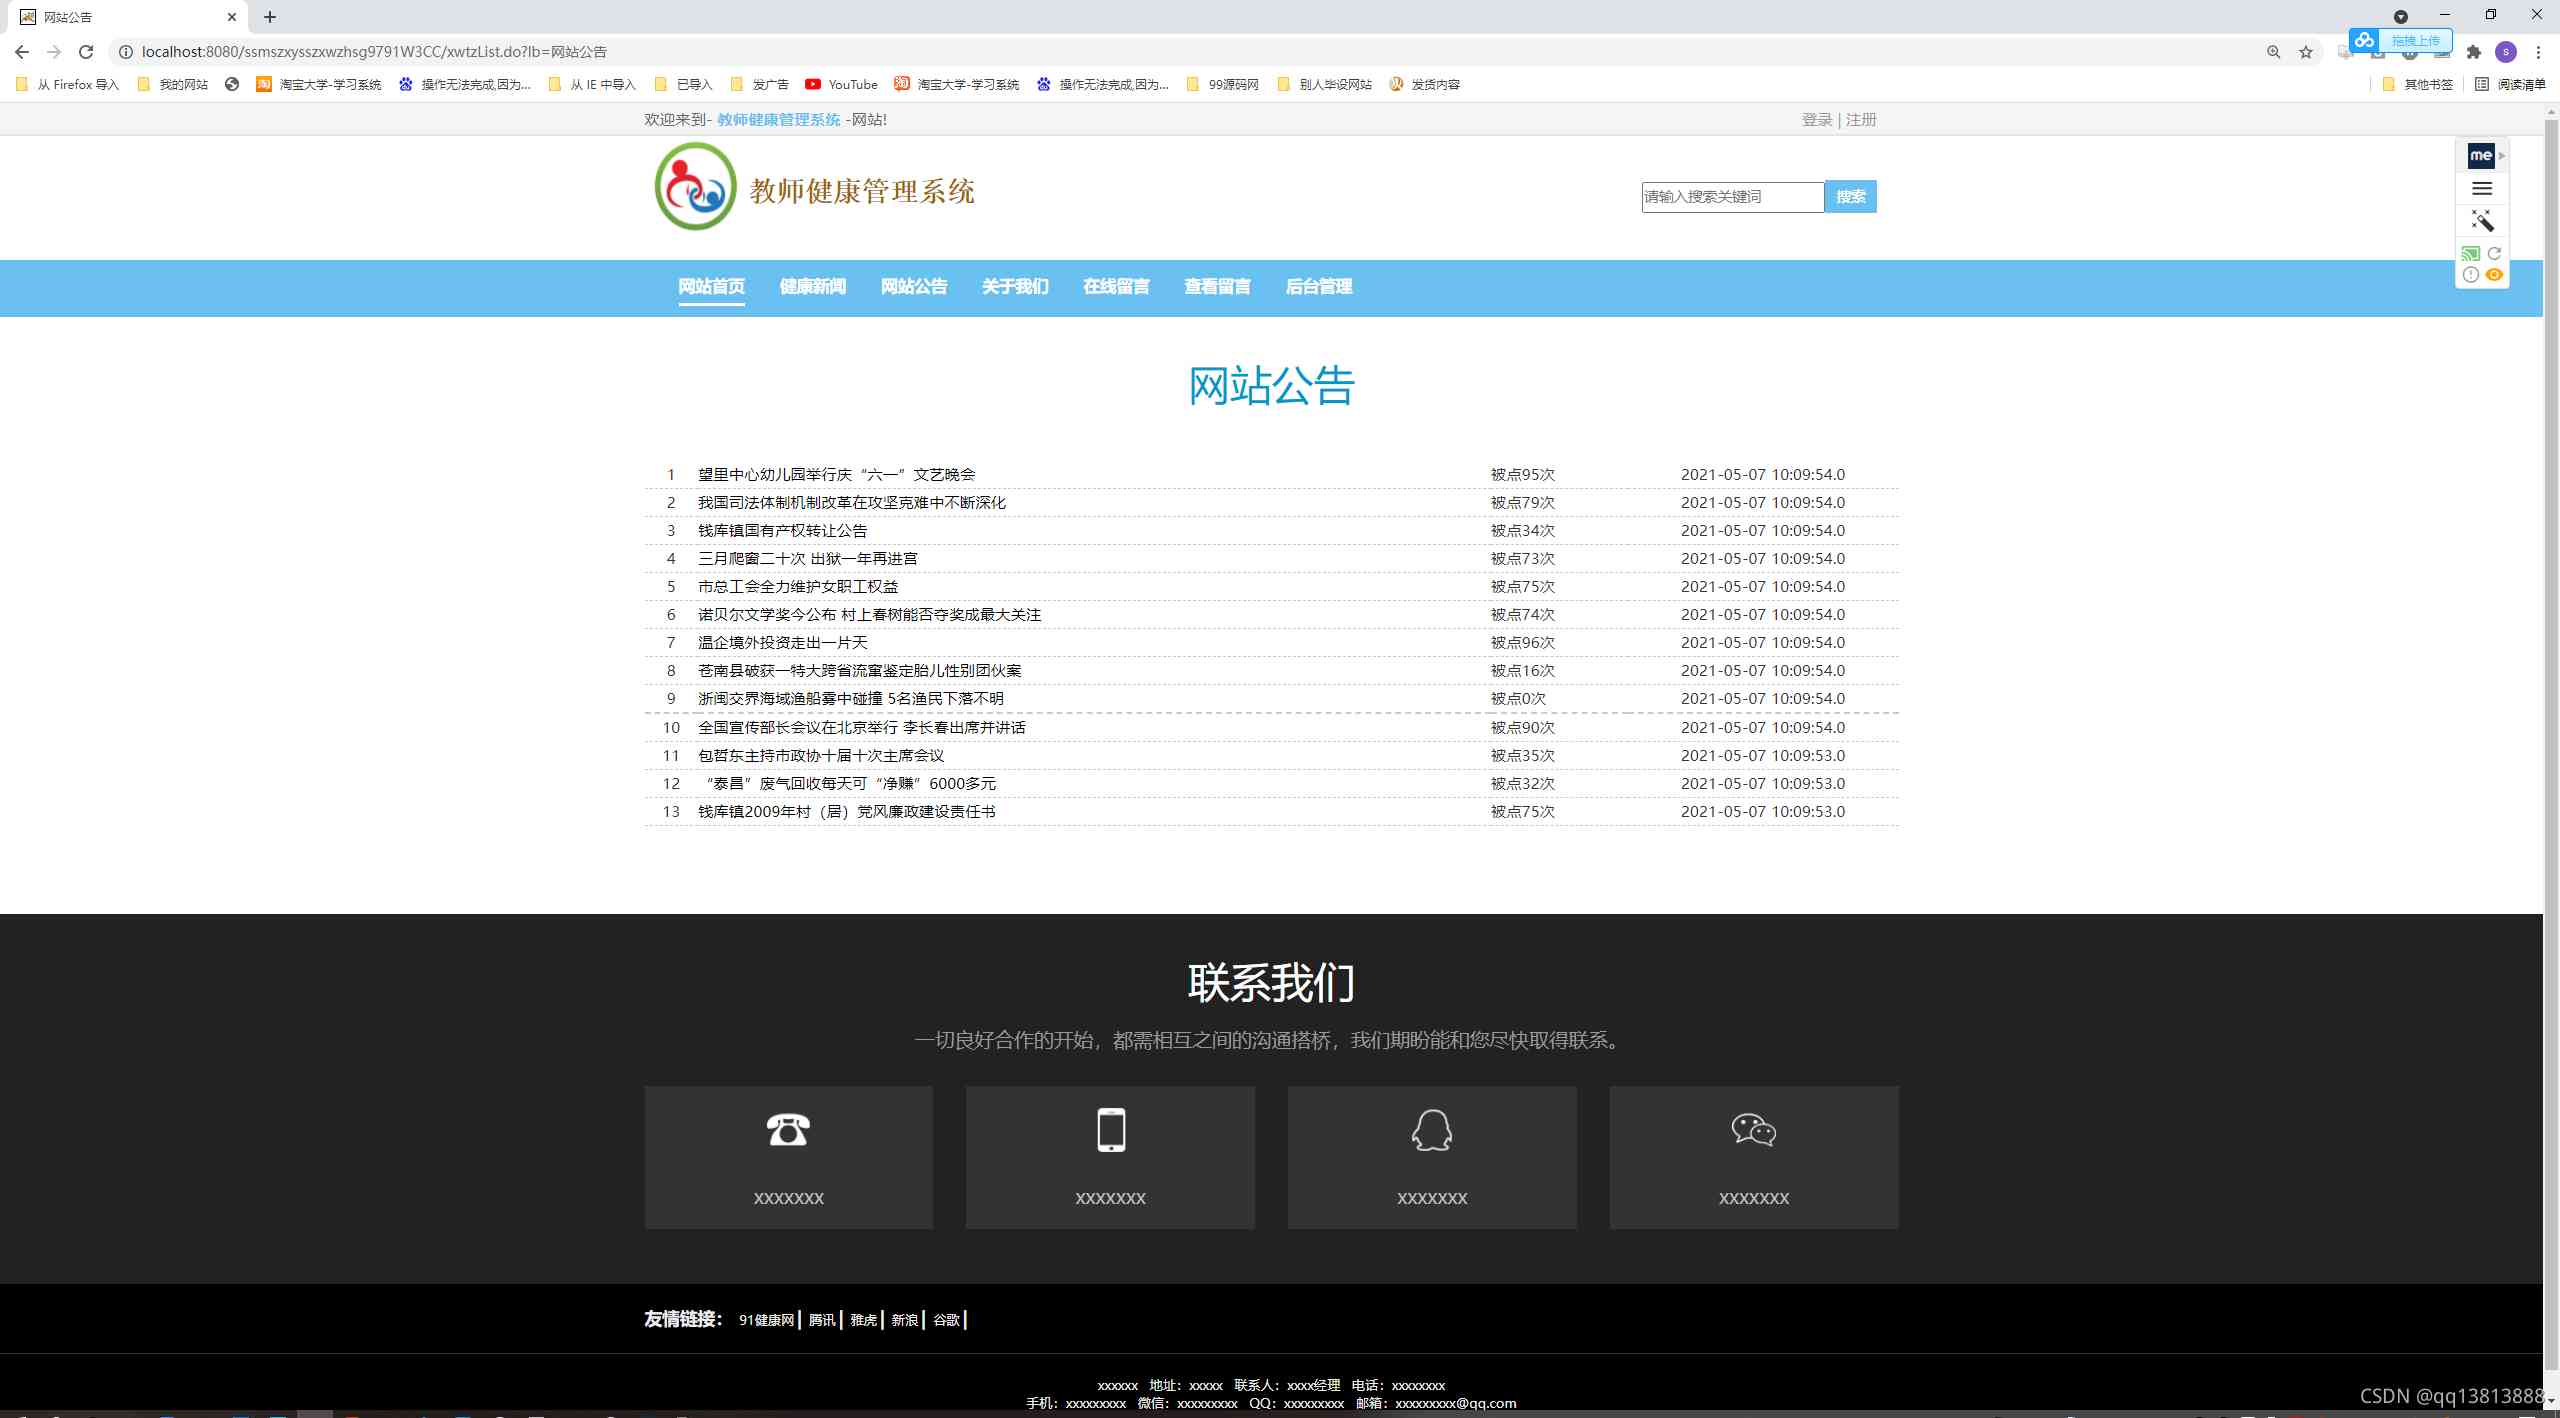 网站公告
localhost:8080/ssmszxysszxwzhsg9791W3CC/xwtzList.do?lb=网站公告
拖拽上传
S
从 Firefox 导入 我的网站 淘宝大学-学习系统 操作无法完成,因为... 从 IE 中导入 已导入 发广告 YouTube 淘宝大学-学习系统 操作无法完成,因为... 99源码网 别人毕设网站 发货内容 其他书签 阅读清单
欢迎来到- 教师健康管理系统 -网站! 登录 | 注册
me
教师健康管理系统
请输入搜索关键词 搜索
网站首页 健康新闻 网站公告 关于我们 在线留言 查看留言 后台管理
网站公告
1 望里中心幼儿园举行庆“六一”文艺晚会 被点95次 2021-05-07 10:09:54.0
2 我国司法体制机制改革在攻坚克难中不断深化 被点79次 2021-05-07 10:09:54.0
3 钱库镇国有产权转让公告 被点34次 2021-05-07 10:09:54.0
4 三月爬窗二十次 出狱一年再进宫 被点73次 2021-05-07 10:09:54.0
5 市总工会全力维护女职工权益 被点75次 2021-05-07 10:09:54.0
6 诺贝尔文学奖今公布 村上春树能否夺奖成最大关注 被点74次 2021-05-07 10:09:54.0
7 温企境外投资走出一片天 被点96次 2021-05-07 10:09:54.0
8 苍南县破获一特大跨省流窜鉴定胎儿性别团伙案 被点16次 2021-05-07 10:09:54.0
9 浙闽交界海域渔船雾中碰撞 5名渔民下落不明 被点0次 2021-05-07 10:09:54.0
10 全国宣传部长会议在北京举行 李长春出席并讲话 被点90次 2021-05-07 10:09:54.0
11 包哲东主持市政协十届十次主席会议 被点35次 2021-05-07 10:09:53.0
12 “泰昌”废气回收每天可“净赚”6000多元 被点32次 2021-05-07 10:09:53.0
13 钱库镇2009年村（居）党风廉政建设责任书 被点75次 2021-05-07 10:09:53.0
联系我们
一切良好合作的开始，都需相互之间的沟通搭桥，我们期盼能和您尽快取得联系。
XXXXXXX XXXXXXX XXXXXXX XXXXXXX
友情链接： 91健康网 | 腾讯 | 雅虎 | 新浪 | 谷歌 |
xxxxxx 地址：xxxxx 联系人：xxxx经理 电话：xxxxxxxx
手机：xxxxxxxxx 微信：xxxxxxxxx QQ：xxxxxxxxx 邮箱：xxxxxxxxx@qq.com
CSDN @qq13813888